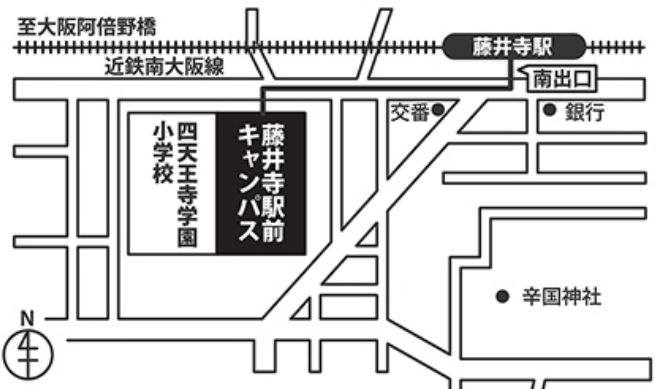 至大阪阿倍野橋
藤井寺駅
近鉄南大阪線
南出口
交番
銀行
藤井寺駅前
キャンパス
四天王寺学園
小学校
辛国神社
N